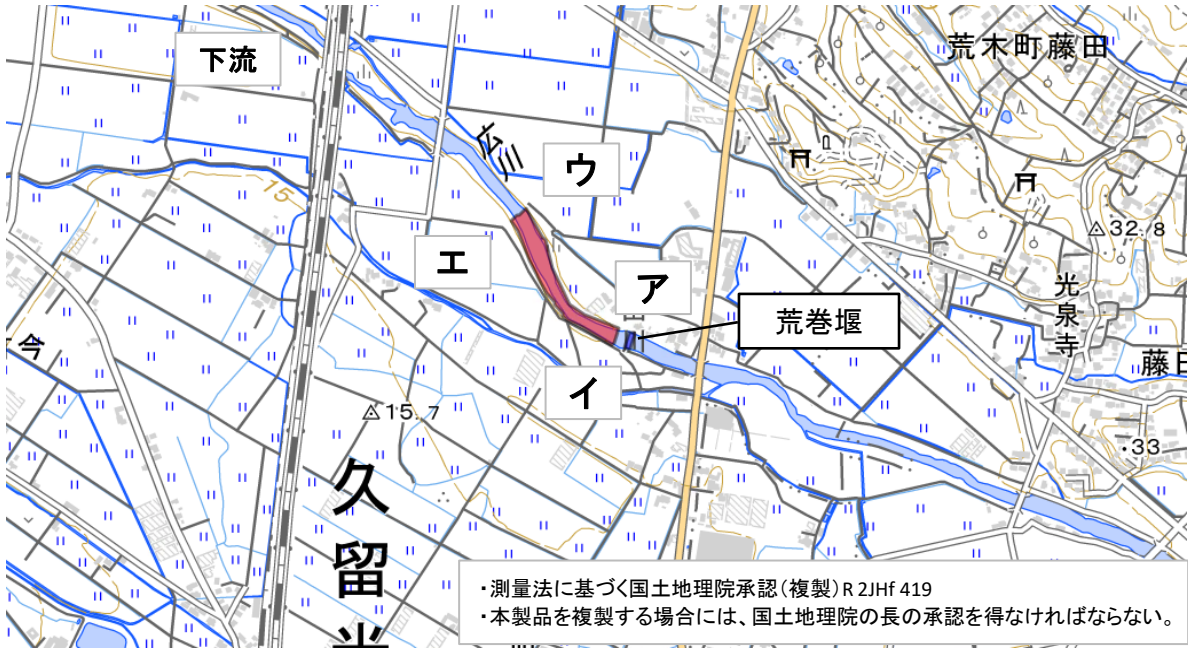 下流
荒木町藤田
広川
ウ
15
エ
ア
32.8
荒巻堰
光泉寺
今
イ
藤田
15.7
33
久留米
・測量法に基づく国土地理院承認(複製)R 2JHf 419
・本製品を複製する場合には、国土地理院の長の承認を得なければならない。